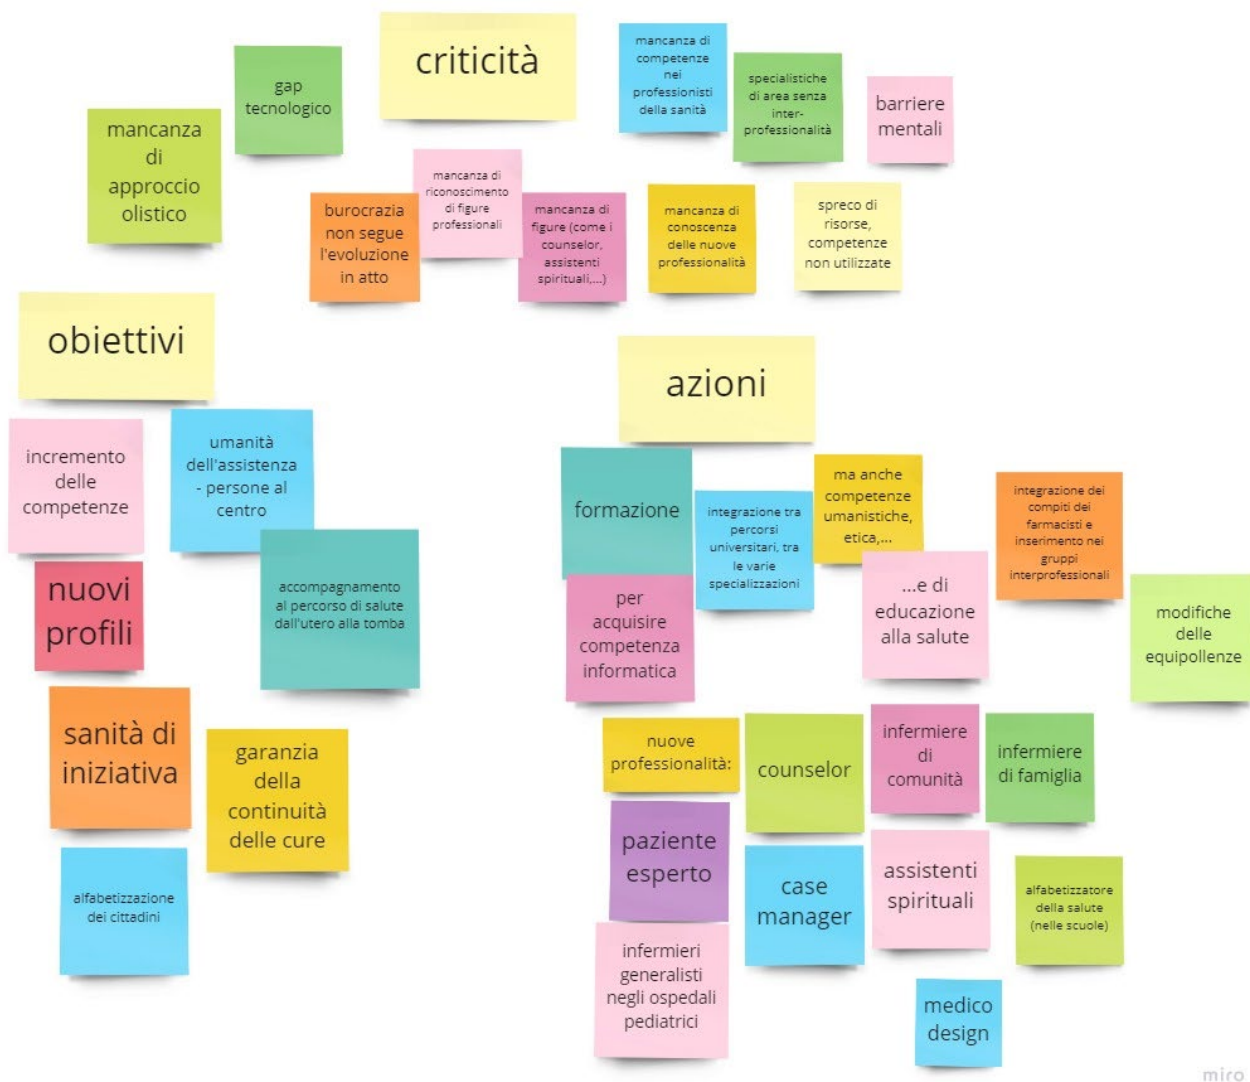 criticità
mancanza
di
approccio
olistico
gap
tecnologico
mancanza di
competenze
nei
professionisti
della sanità
specialistiche
di area senza
inter-
professionalità
barriere
mentali
burocrazia
non segue
l'evoluzione
in atto
mancanza di
riconoscimento
di figure
professionali
mancanza di
figure (come i
counselor,
assistenti
spirituali,...)
mancanza di
conoscenza
delle nuove
professionalità
spreco di
risorse,
competenze
non utilizzate
obiettivi
incremento
delle
competenze
umanità
dell'assistenza
- persone al
centro
nuovi
profili
accompagnamento
al percorso di salute
dall'utero alla tomba
sanità di
iniziativa
garanzia
della
continuità
delle cure
alfabetizzazione
dei cittadini
azioni
formazione
integrazione tra
percorsi
universitari, tra
le varie
specializzazioni
ma anche
competenze
umanistiche,
etica,...
integrazione dei
compiti dei
farmacisti e
inserimento nei
gruppi
interprofessionali
per
acquisire
competenza
informatica
...e di
educazione
alla salute
modifiche
delle
equipollenze
nuove
professionalità:
counselor
infermiere
di
comunità
infermiere
di famiglia
paziente
esperto
case
manager
assistenti
spirituali
alfabetizzatore
della salute
(nelle scuole)
infermieri
generalisti
negli ospedali
pediatrici
medico
design
miro